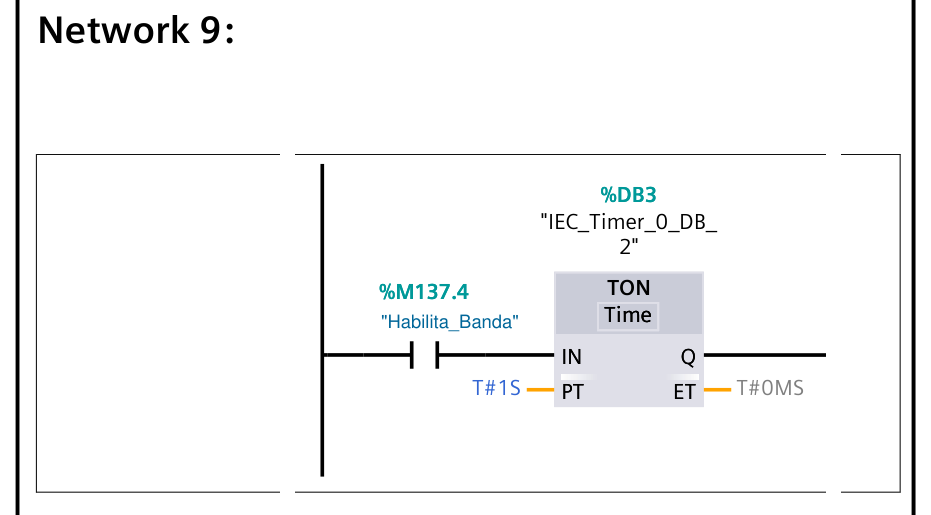 Network 9:
%DB3
"IEC_Timer_0_DB_
2"
%M137.4
"Habilita_Banda"
TON
Time
IN
Q
T#1S
PT
ET
T#0MS